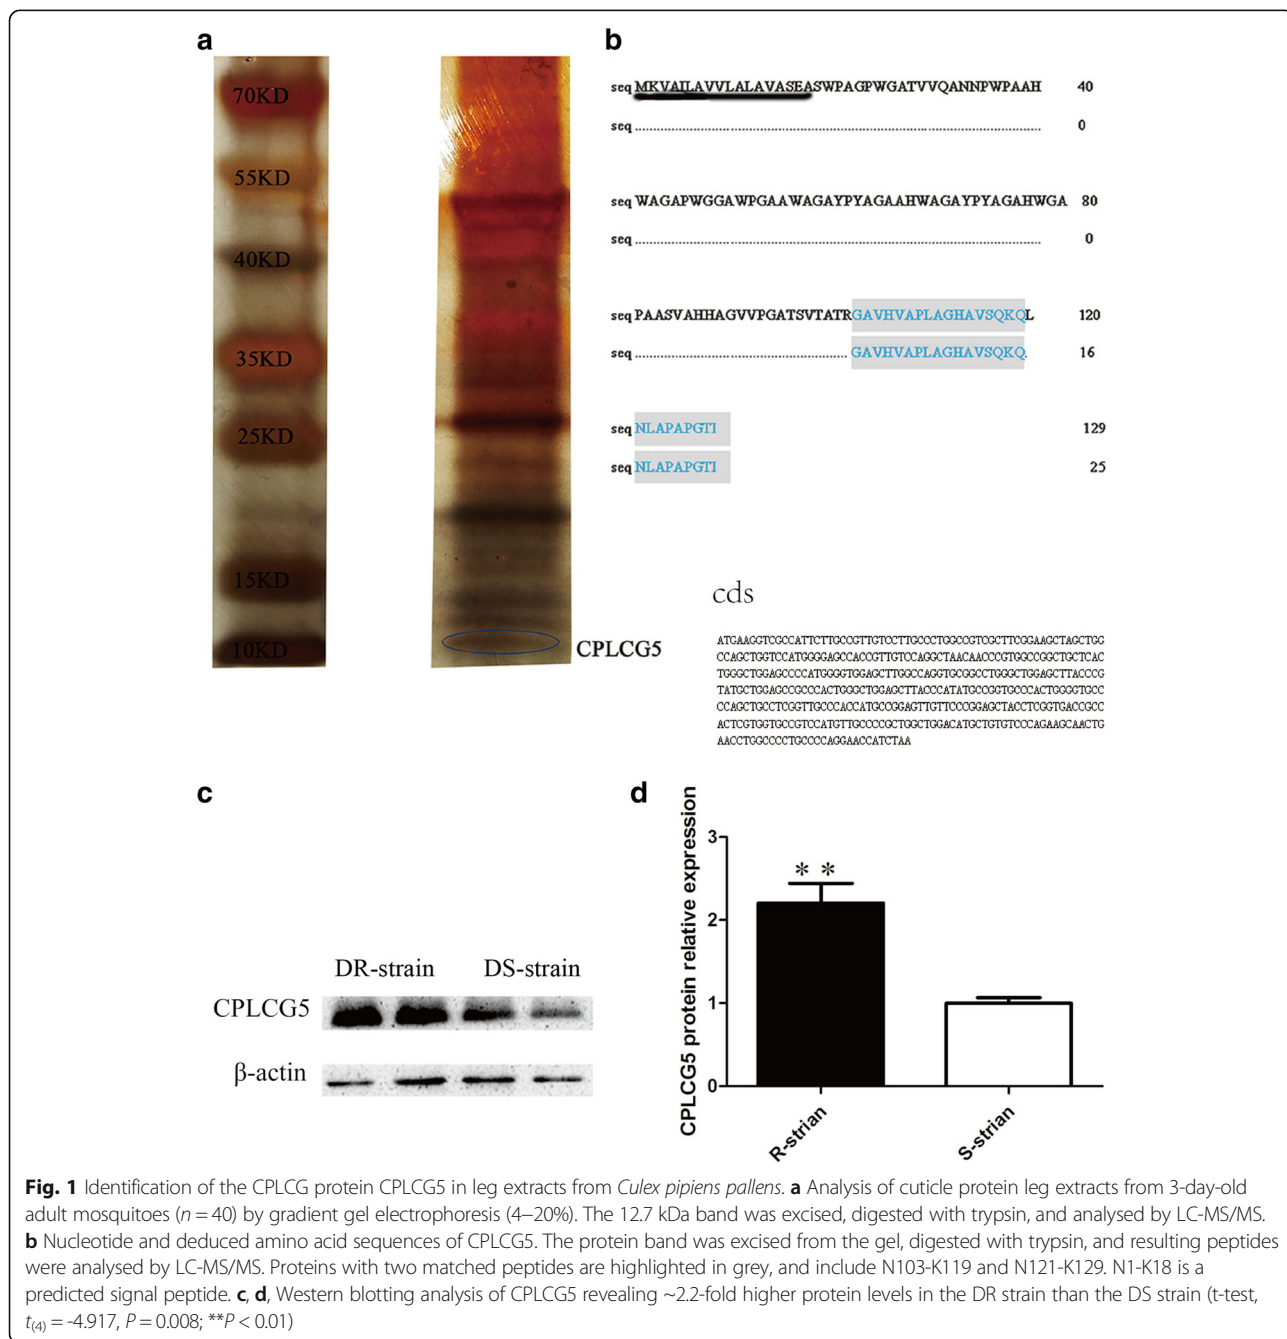 a
70KD
55KD
40KD
35KD
25KD
15KD
10KD
CPLCG5
b
seq MKVAILAVVLALAVASEASWPAGPWGATVVQANNPWPAAH 40
seq 0
seq WAGAPWGGAWPGAAWAGAYPYAGAAHWAGAYPYAGAHWGA 80
seq 0
seq PAASVAHHAGVVPGATSVTATRGAVHVAPLAGHAVSQKQL 120
seq GAVHVAPLAGHAVSQKQ. 16
seq NLAPAPGTI 129
seq NLAPAPGTI 25
cds
ATGAAGGTCGCCATTCTTGCCGTTGTCCTTGCCCTGGCCGTCGCTTCGGAAGCTAGCTGG
CCAGCTGGTCCATGGGGAGCCACCGTTGTCCAGGCTAACAACCCGTGGCCGGCTGCTCAC
TGGGCTGGAGCCCCATGGGGTGGAGCTTGGCCAGGTGCGGCCTGGGCTGGAGCTTACCCG
TATGCTGGAGCCGCCCACTGGGCTGGAGCTTACCCATATGCCGGTGCCCACTGGGGTGCC
CCAGCTGCCTCGGTTGCCCACCATGCCGGAGTTGTTCCCGGAGCTACCTCGGTGACCGCC
ACTCGTGGTGCCGTCCATGTTGCCCCGCTGGCTGGACATGCTGTGTCCCAGAAGCAACTG
AACCTGGCCCCTGCCCCAGGAACCATCTAA
c
DR-strain DS-strain
CPLCG5
β-actin
d
CPLCG5 protein relative expression
3
2
1
0
**
R-strian
S-strian
Fig. 1 Identification of the CPLCG protein CPLCG5 in leg extracts from Culex pipiens pallens. a Analysis of cuticle protein leg extracts from 3-day-old
adult mosquitoes (n = 40) by gradient gel electrophoresis (4–20%). The 12.7 kDa band was excised, digested with trypsin, and analysed by LC-MS/MS.
b Nucleotide and deduced amino acid sequences of CPLCG5. The protein band was excised from the gel, digested with trypsin, and resulting peptides
were analysed by LC-MS/MS. Proteins with two matched peptides are highlighted in grey, and include N103-K119 and N121-K129. N1-K18 is a
predicted signal peptide. c, d, Western blotting analysis of CPLCG5 revealing ~2.2-fold higher protein levels in the DR strain than the DS strain (t-test,
t(4) = -4.917, P = 0.008; **P < 0.01)